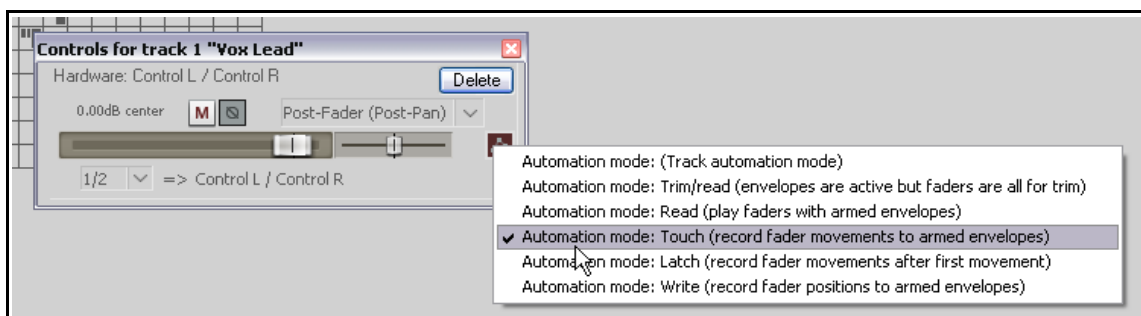 Controls for track 1 "Vox Lead"
Hardware: Control L / Control R
Delete
0.00dB center
M
Post-Fader (Post-Pan)
1/2 => Control L / Control R
Automation mode: (Track automation mode)
Automation mode: Trim/read (envelopes are active but faders are all for trim)
Automation mode: Read (play faders with armed envelopes)
Automation mode: Touch (record fader movements to armed envelopes)
Automation mode: Latch (record fader movements after first movement)
Automation mode: Write (record fader positions to armed envelopes)